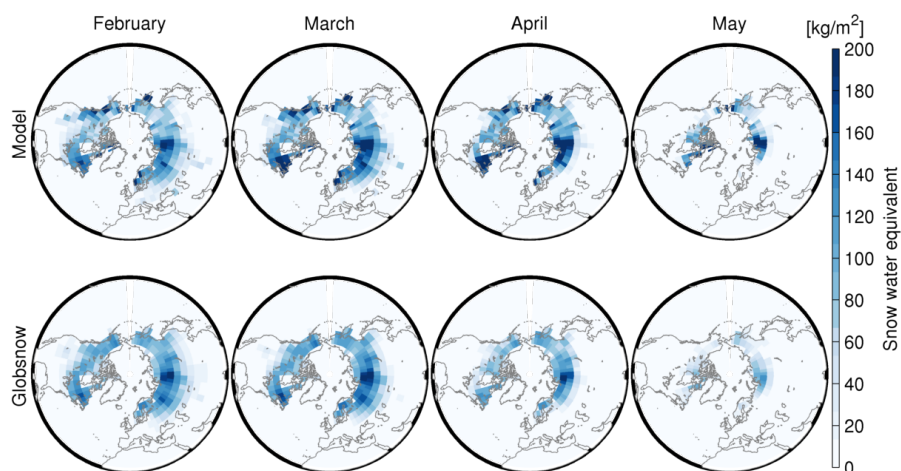 February March April May [kg/m²]
Model
Globsnow
200
180
160
140
120
100
80
60
40
20
0
Snow water equivalent